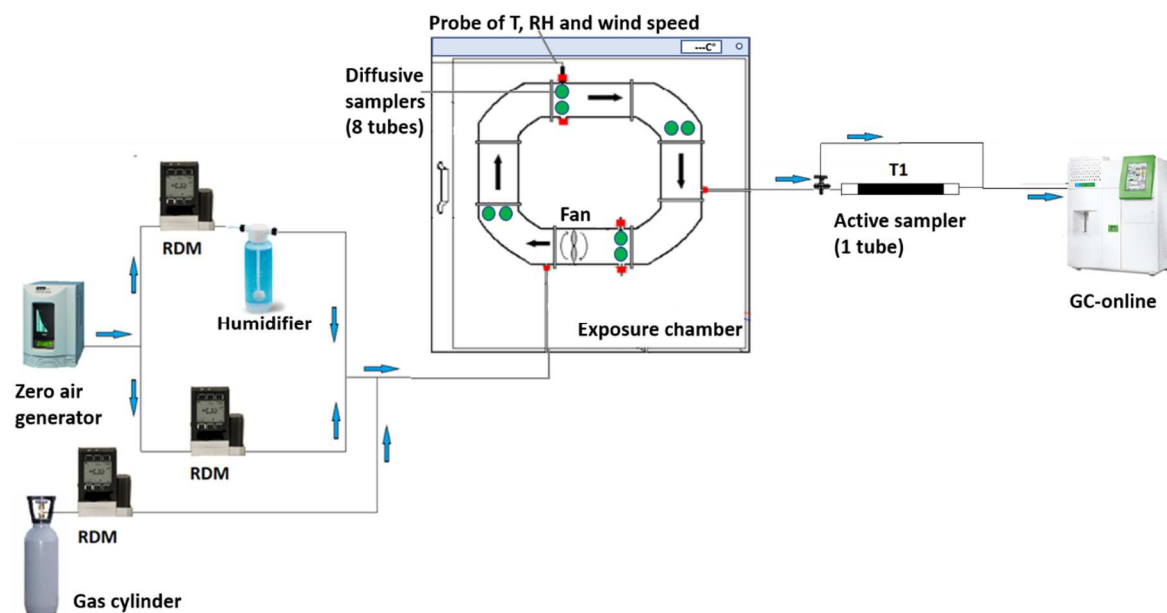 Probe of T, RH and wind speed
---C°
Diffusive
samplers
(8 tubes)
T1
Fan
Active sampler
(1 tube)
RDM
GC-online
Humidifier
Exposure chamber
Zero air
generator
RDM
RDM
Gas cylinder